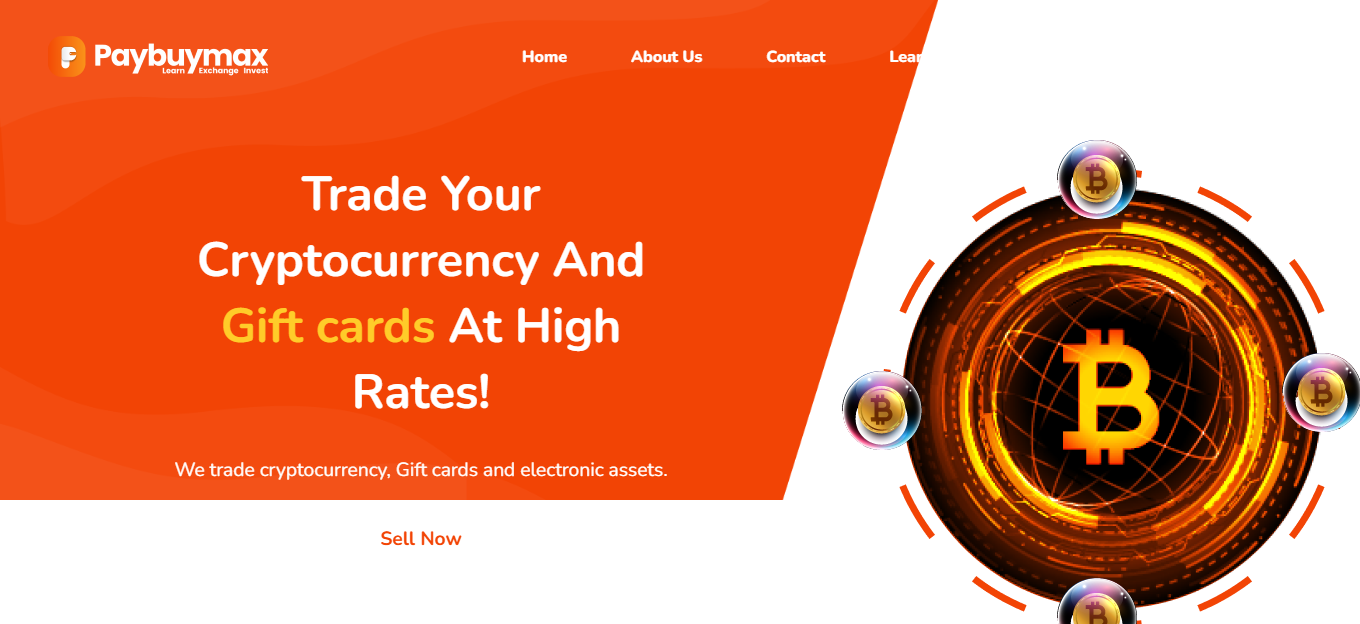 Paybuymax
Learn Exchange Invest
Home About Us Contact Lear
Trade Your
Cryptocurrency And
Gift cards At High
Rates!
We trade cryptocurrency, Gift cards and electronic assets.
Sell Now